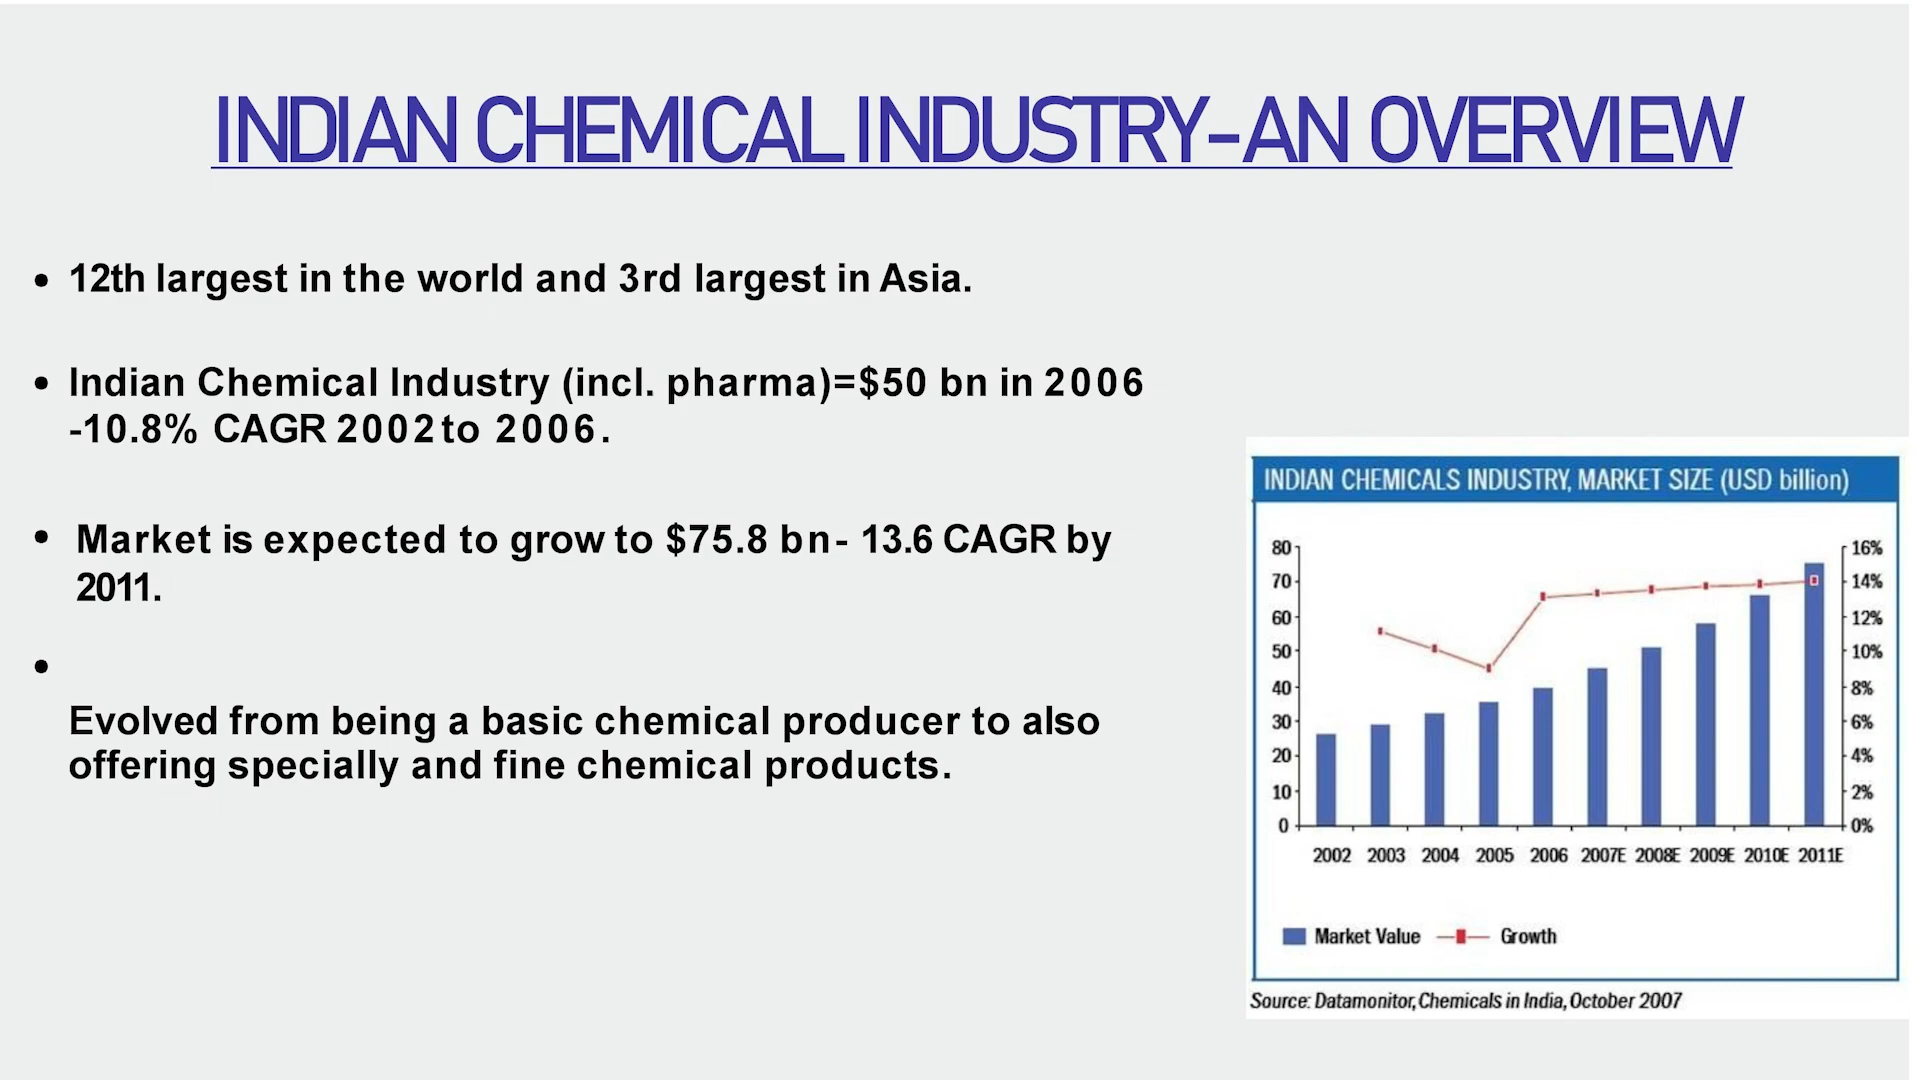 INDIAN CHEMICAL INDUSTRY-AN OVERVIEW
• 12th largest in the world and 3rd largest in Asia.
• Indian Chemical Industry (incl. pharma)=$50 bn in 2006
-10.8% CAGR 2002 to 2006.
• Market is expected to grow to $75.8 bn- 13.6 CAGR by
2011.
•
Evolved from being a basic chemical producer to also
offering specially and fine chemical products.
INDIAN CHEMICALS INDUSTRY, MARKET SIZE (USD billion)
80 16%
70 14%
60 12%
50 10%
40 8%
30 6%
20 4%
10 2%
0 0%
2002 2003 2004 2005 2006 2007E 2008E 2009E 2010E 2011E
Market Value Growth
Source: Datamonitor, Chemicals in India, October 2007